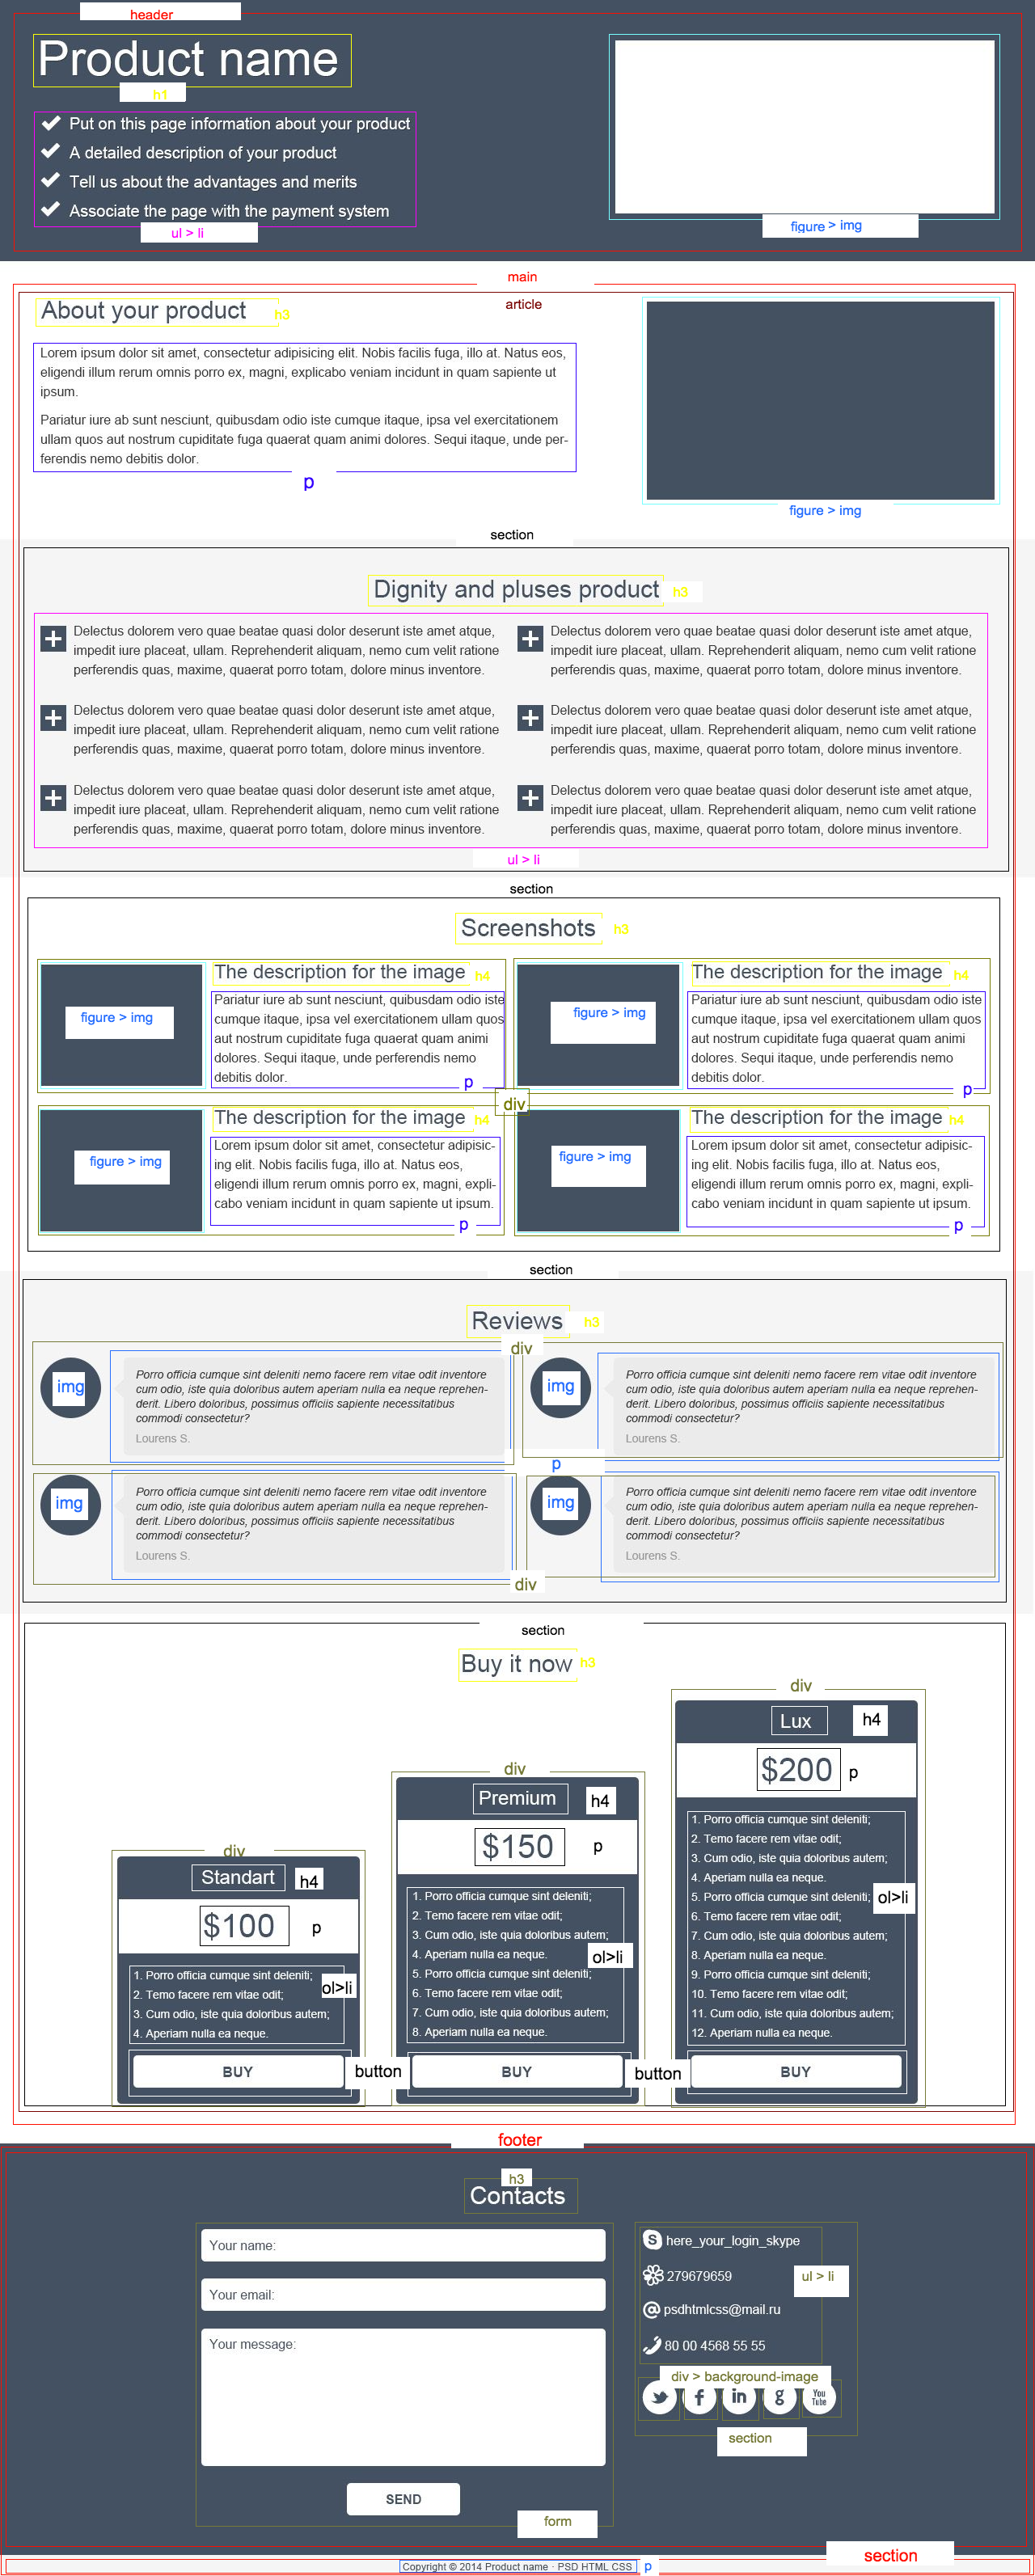 header
Product name
h1
Put on this page information about your product
A detailed description of your product
Tell us about the advantages and merits
Associate the page with the payment system
ul > li
figure > img
main
article
About your product h3
Lorem ipsum dolor sit amet, consectetur adipisicing elit. Nobis facilis fuga, illo at. Natus eos,
eligendi illum rerum omnis porro ex, magni, explicabo veniam incidunt in quam sapiente ut
ipsum.
Pariatur iure ab sunt nesciunt, quibusdam odio iste cumque itaque, ipsa vel exercitationem
ullam quos aut nostrum cupiditate fuga quaerat quam animi dolores. Sequi itaque, unde per-
ferendis nemo debitis dolor.
p
figure > img
section
Dignity and pluses product h3
Delectus dolorem vero quae beatae quasi dolor deserunt iste amet atque,
impedit iure placeat, ullam. Reprehenderit aliquam, nemo cum velit ratione
perferendis quas, maxime, quaerat porro totam, dolore minus inventore.
Delectus dolorem vero quae beatae quasi dolor deserunt iste amet atque,
impedit iure placeat, ullam. Reprehenderit aliquam, nemo cum velit ratione
perferendis quas, maxime, quaerat porro totam, dolore minus inventore.
Delectus dolorem vero quae beatae quasi dolor deserunt iste amet atque,
impedit iure placeat, ullam. Reprehenderit aliquam, nemo cum velit ratione
perferendis quas, maxime, quaerat porro totam, dolore minus inventore.
Delectus dolorem vero quae beatae quasi dolor deserunt iste amet atque,
impedit iure placeat, ullam. Reprehenderit aliquam, nemo cum velit ratione
perferendis quas, maxime, quaerat porro totam, dolore minus inventore.
Delectus dolorem vero quae beatae quasi dolor deserunt iste amet atque,
impedit iure placeat, ullam. Reprehenderit aliquam, nemo cum velit ratione
perferendis quas, maxime, quaerat porro totam, dolore minus inventore.
Delectus dolorem vero quae beatae quasi dolor deserunt iste amet atque,
impedit iure placeat, ullam. Reprehenderit aliquam, nemo cum velit ratione
perferendis quas, maxime, quaerat porro totam, dolore minus inventore.
ul > li
section
Screenshots h3
figure > img
The description for the image h4
Pariatur iure ab sunt nesciunt, quibusdam odio iste
cumque itaque, ipsa vel exercitationem ullam quos
aut nostrum cupiditate fuga quaerat quam animi
dolores. Sequi itaque, unde perferendis nemo
debitis dolor.
p
figure > img
The description for the image h4
Pariatur iure ab sunt nesciunt, quibusdam odio iste
cumque itaque, ipsa vel exercitationem ullam quos
aut nostrum cupiditate fuga quaerat quam animi
dolores. Sequi itaque, unde perferendis nemo
debitis dolor.
p
div
figure > img
The description for the image h4
Lorem ipsum dolor sit amet, consectetur adipisic-
ing elit. Nobis facilis fuga, illo at. Natus eos,
eligendi illum rerum omnis porro ex, magni, expli-
cabo veniam incidunt in quam sapiente ut ipsum.
p
figure > img
The description for the image h4
Lorem ipsum dolor sit amet, consectetur adipisic-
ing elit. Nobis facilis fuga, illo at. Natus eos,
eligendi illum rerum omnis porro ex, magni, expli-
cabo veniam incidunt in quam sapiente ut ipsum.
p
section
Reviews h3
div
img
Porro officia cumque sint deleniti nemo facere rem vitae odit inventore
cum odio, iste quia doloribus autem aperiam nulla ea neque reprehen-
derit. Libero doloribus, possimus officiis sapiente necessitatibus
commodi consectetur?
Lourens S.
img
Porro officia cumque sint deleniti nemo facere rem vitae odit inventore
cum odio, iste quia doloribus autem aperiam nulla ea neque reprehen-
derit. Libero doloribus, possimus officiis sapiente necessitatibus
commodi consectetur?
Lourens S.
p
img
Porro officia cumque sint deleniti nemo facere rem vitae odit inventore
cum odio, iste quia doloribus autem aperiam nulla ea neque reprehen-
derit. Libero doloribus, possimus officiis sapiente necessitatibus
commodi consectetur?
Lourens S.
img
Porro officia cumque sint deleniti nemo facere rem vitae odit inventore
cum odio, iste quia doloribus autem aperiam nulla ea neque reprehen-
derit. Libero doloribus, possimus officiis sapiente necessitatibus
commodi consectetur?
Lourens S.
div
section
Buy it now h3
div
Standart h4
$100 p
1. Porro officia cumque sint deleniti;
2. Temo facere rem vitae odit;
3. Cum odio, iste quia doloribus autem;
4. Aperiam nulla ea neque.
ol>li
BUY
button
div
Premium h4
$150 p
1. Porro officia cumque sint deleniti;
2. Temo facere rem vitae odit;
3. Cum odio, iste quia doloribus autem;
4. Aperiam nulla ea neque.
5. Porro officia cumque sint deleniti;
6. Temo facere rem vitae odit;
7. Cum odio, iste quia doloribus autem;
8. Aperiam nulla ea neque.
ol>li
BUY
button
div
Lux h4
$200 p
1. Porro officia cumque sint deleniti;
2. Temo facere rem vitae odit;
3. Cum odio, iste quia doloribus autem;
4. Aperiam nulla ea neque.
5. Porro officia cumque sint deleniti;
6. Temo facere rem vitae odit;
7. Cum odio, iste quia doloribus autem;
8. Aperiam nulla ea neque.
9. Porro officia cumque sint deleniti;
10. Temo facere rem vitae odit;
11. Cum odio, iste quia doloribus autem;
12. Aperiam nulla ea neque.
ol>li
BUY
footer
h3
Contacts
Your name:
Your email:
Your message:
SEND
form
here_your_login_skype
279679659
ul > li
psdhtmlcss@mail.ru
80 00 4568 55 55
div > background-image
f in g You Tube
section
section
Copyright © 2014 Product name · PSD HTML CSS p